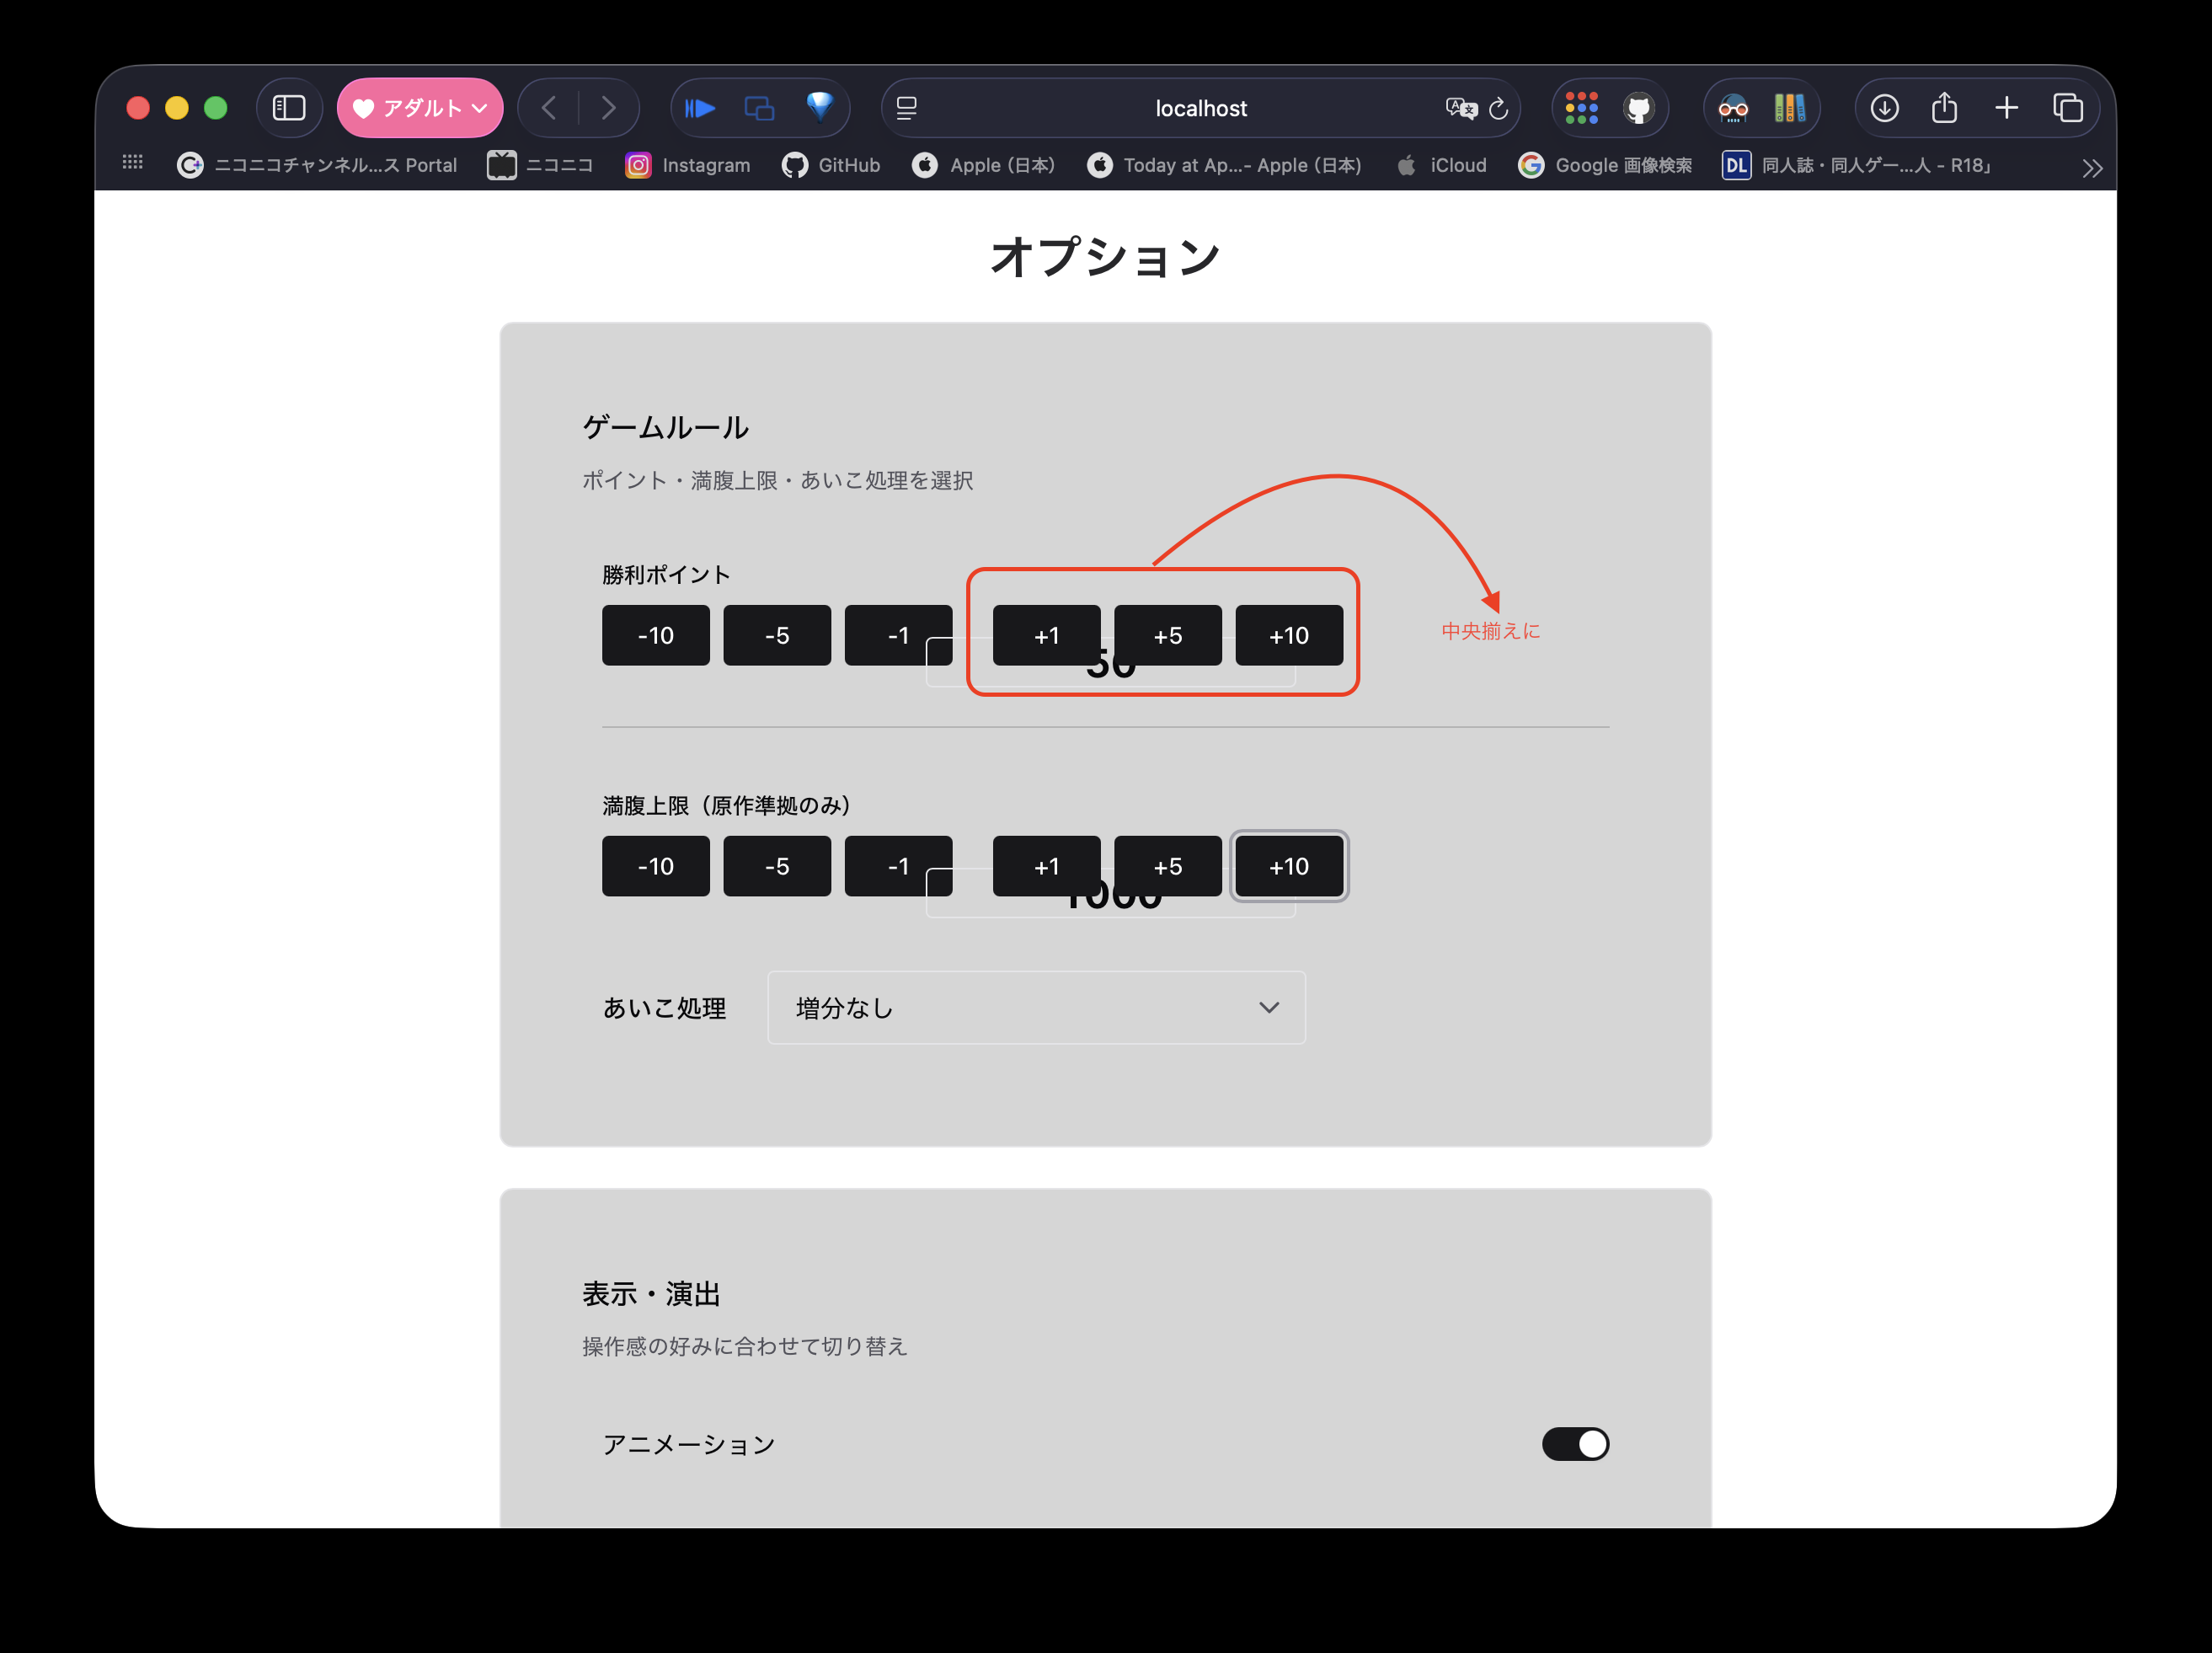 アダルト
localhost
ニコニコチャンネル...ス Portal
ニコニコ
Instagram
GitHub
Apple (日本)
Today at Ap...- Apple (日本)
iCloud
Google 画像検索
DL
同人誌・同人ゲー...人 - R18」
オプション
ゲームルール
ポイント・満腹上限・あいこ処理を選択
勝利ポイント
-10 -5 -1 +1 +5 +10
50
中央揃えに
満腹上限（原作準拠のみ）
-10 -5 -1 +1 +5 +10
1000
あいこ処理 増分なし
表示・演出
操作感の好みに合わせて切り替え
アニメーション